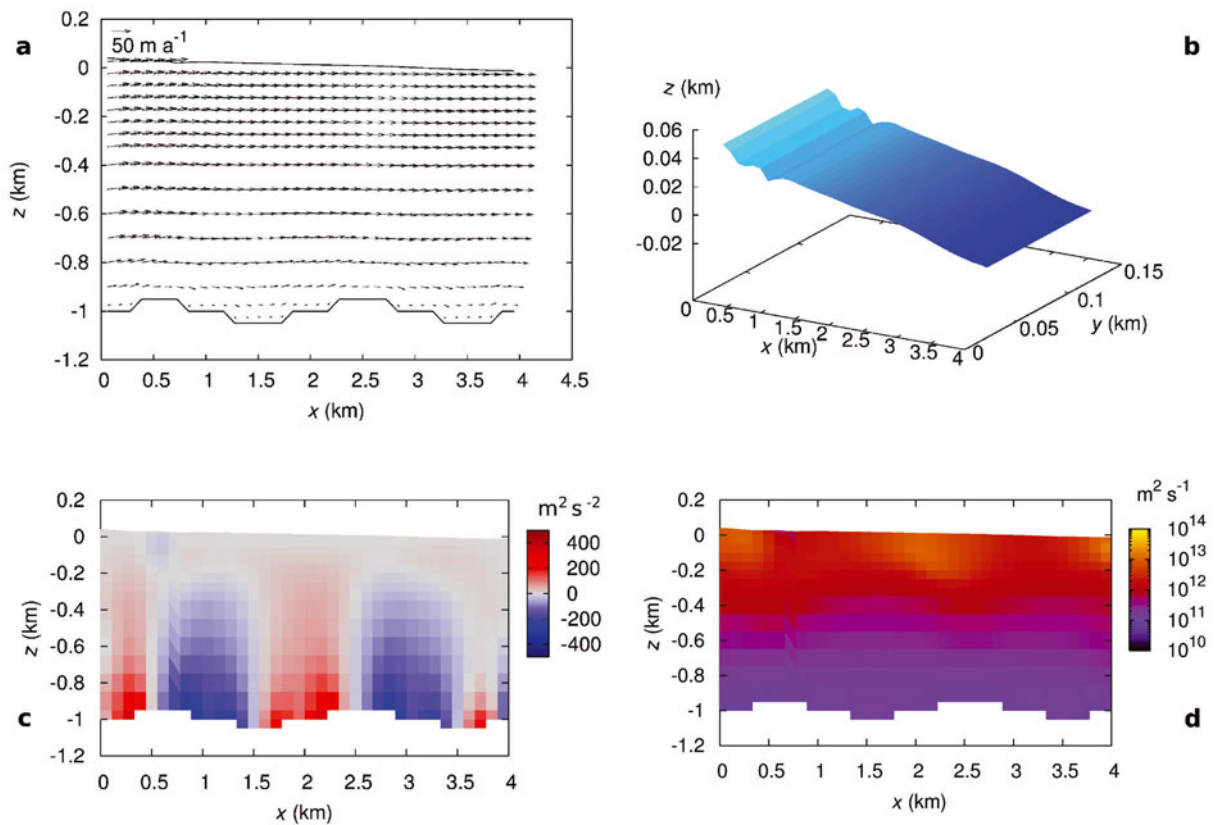 a
50 m a⁻¹
0.2
0
-0.2
-0.4
-0.6
-0.8
-1
-1.2
z (km)
0 0.5 1 1.5 2 2.5 3 3.5 4 4.5
x (km)
b
z (km)
0.06
0.04
0.02
0
-0.02
0 0.5 1 1.5 2 2.5 3 3.5 4
x (km)
0 0.05 0.1 0.15
y (km)
c
0.2
0
-0.2
-0.4
-0.6
-0.8
-1
-1.2
z (km)
0 0.5 1 1.5 2 2.5 3 3.5 4
x (km)
m² s⁻²
400
200
0
-200
-400
d
0.2
0
-0.2
-0.4
-0.6
-0.8
-1
-1.2
z (km)
0 0.5 1 1.5 2 2.5 3 3.5 4
x (km)
m² s⁻¹
10¹⁴
10¹³
10¹²
10¹¹
10¹⁰